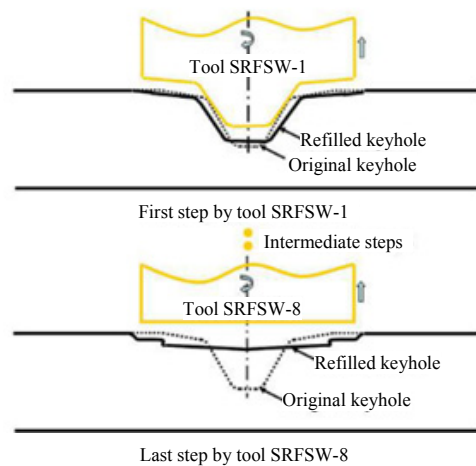 Tool SRFSW-1
Refilled keyhole
Original keyhole
First step by tool SRFSW-1
Intermediate steps
Tool SRFSW-8
Refilled keyhole
Original keyhole
Last step by tool SRFSW-8